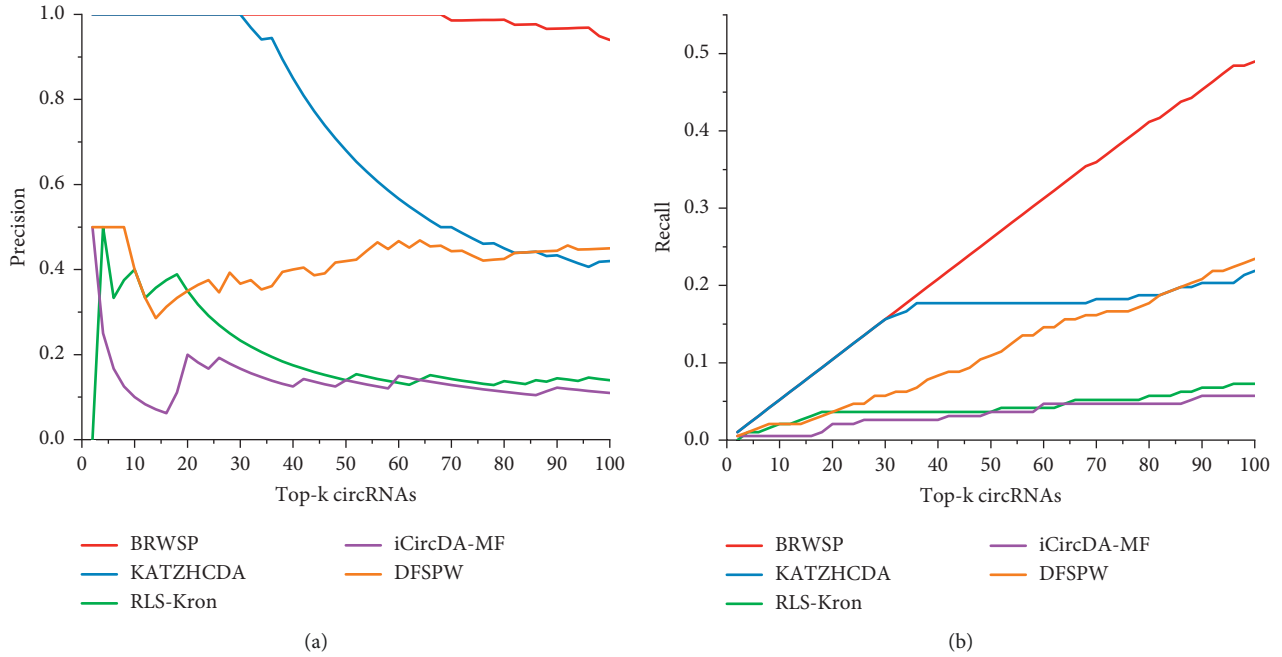 1.0
0.8
0.6
0.4
0.2
0.0
Precision
0 10 20 30 40 50 60 70 80 90 100
Top-k circRNAs
BRWSP
KATZHCDA
RLS-Kron
iCircDA-MF
DFSPW
(a)
0.5
0.4
0.3
0.2
0.1
0.0
Recall
0 10 20 30 40 50 60 70 80 90 100
Top-k circRNAs
BRWSP
KATZHCDA
RLS-Kron
iCircDA-MF
DFSPW
(b)